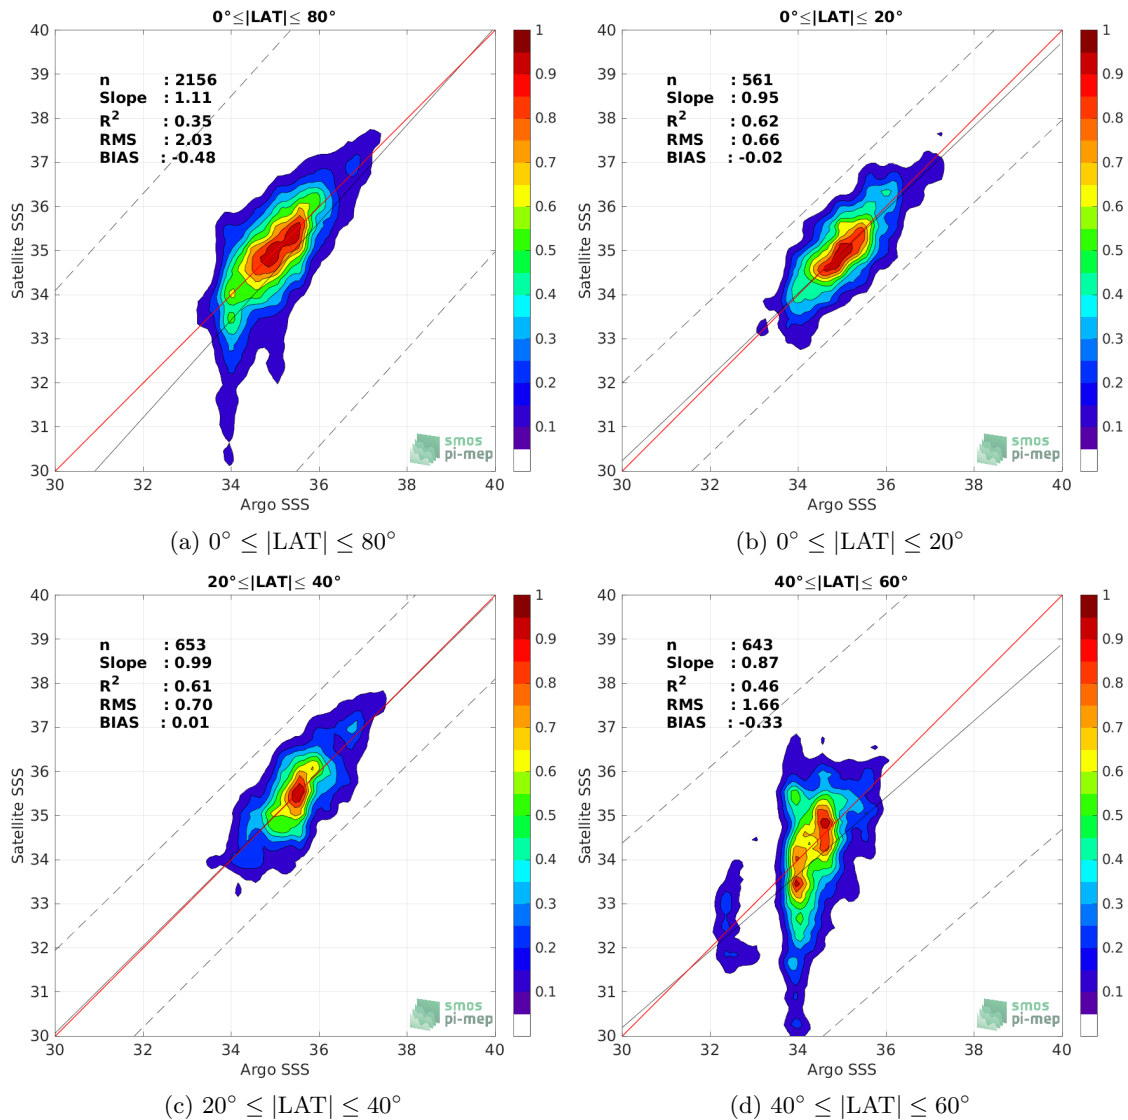 0°≤|LAT|≤ 80°
40
39
38
37
36
35
34
33
32
31
30
Satellite SSS
n : 2156
Slope : 1.11
R2 : 0.35
RMS : 2.03
BIAS : -0.48
30 32 34 36 38 40
Argo SSS
1
0.9
0.8
0.7
0.6
0.5
0.4
0.3
0.2
0.1
smos
pi-mep
(a) 0° ≤ |LAT| ≤ 80°
0°≤|LAT|≤ 20°
40
39
38
37
36
35
34
33
32
31
30
Satellite SSS
n : 561
Slope : 0.95
R2 : 0.62
RMS : 0.66
BIAS : -0.02
30 32 34 36 38 40
Argo SSS
1
0.9
0.8
0.7
0.6
0.5
0.4
0.3
0.2
0.1
smos
pi-mep
(b) 0° ≤ |LAT| ≤ 20°
20°≤|LAT|≤ 40°
40
39
38
37
36
35
34
33
32
31
30
Satellite SSS
n : 653
Slope : 0.99
R2 : 0.61
RMS : 0.70
BIAS : 0.01
30 32 34 36 38 40
Argo SSS
1
0.9
0.8
0.7
0.6
0.5
0.4
0.3
0.2
0.1
smos
pi-mep
(c) 20° ≤ |LAT| ≤ 40°
40°≤|LAT|≤ 60°
40
39
38
37
36
35
34
33
32
31
30
Satellite SSS
n : 643
Slope : 0.87
R2 : 0.46
RMS : 1.66
BIAS : -0.33
30 32 34 36 38 40
Argo SSS
1
0.9
0.8
0.7
0.6
0.5
0.4
0.3
0.2
0.1
smos
pi-mep
(d) 40° ≤ |LAT| ≤ 60°